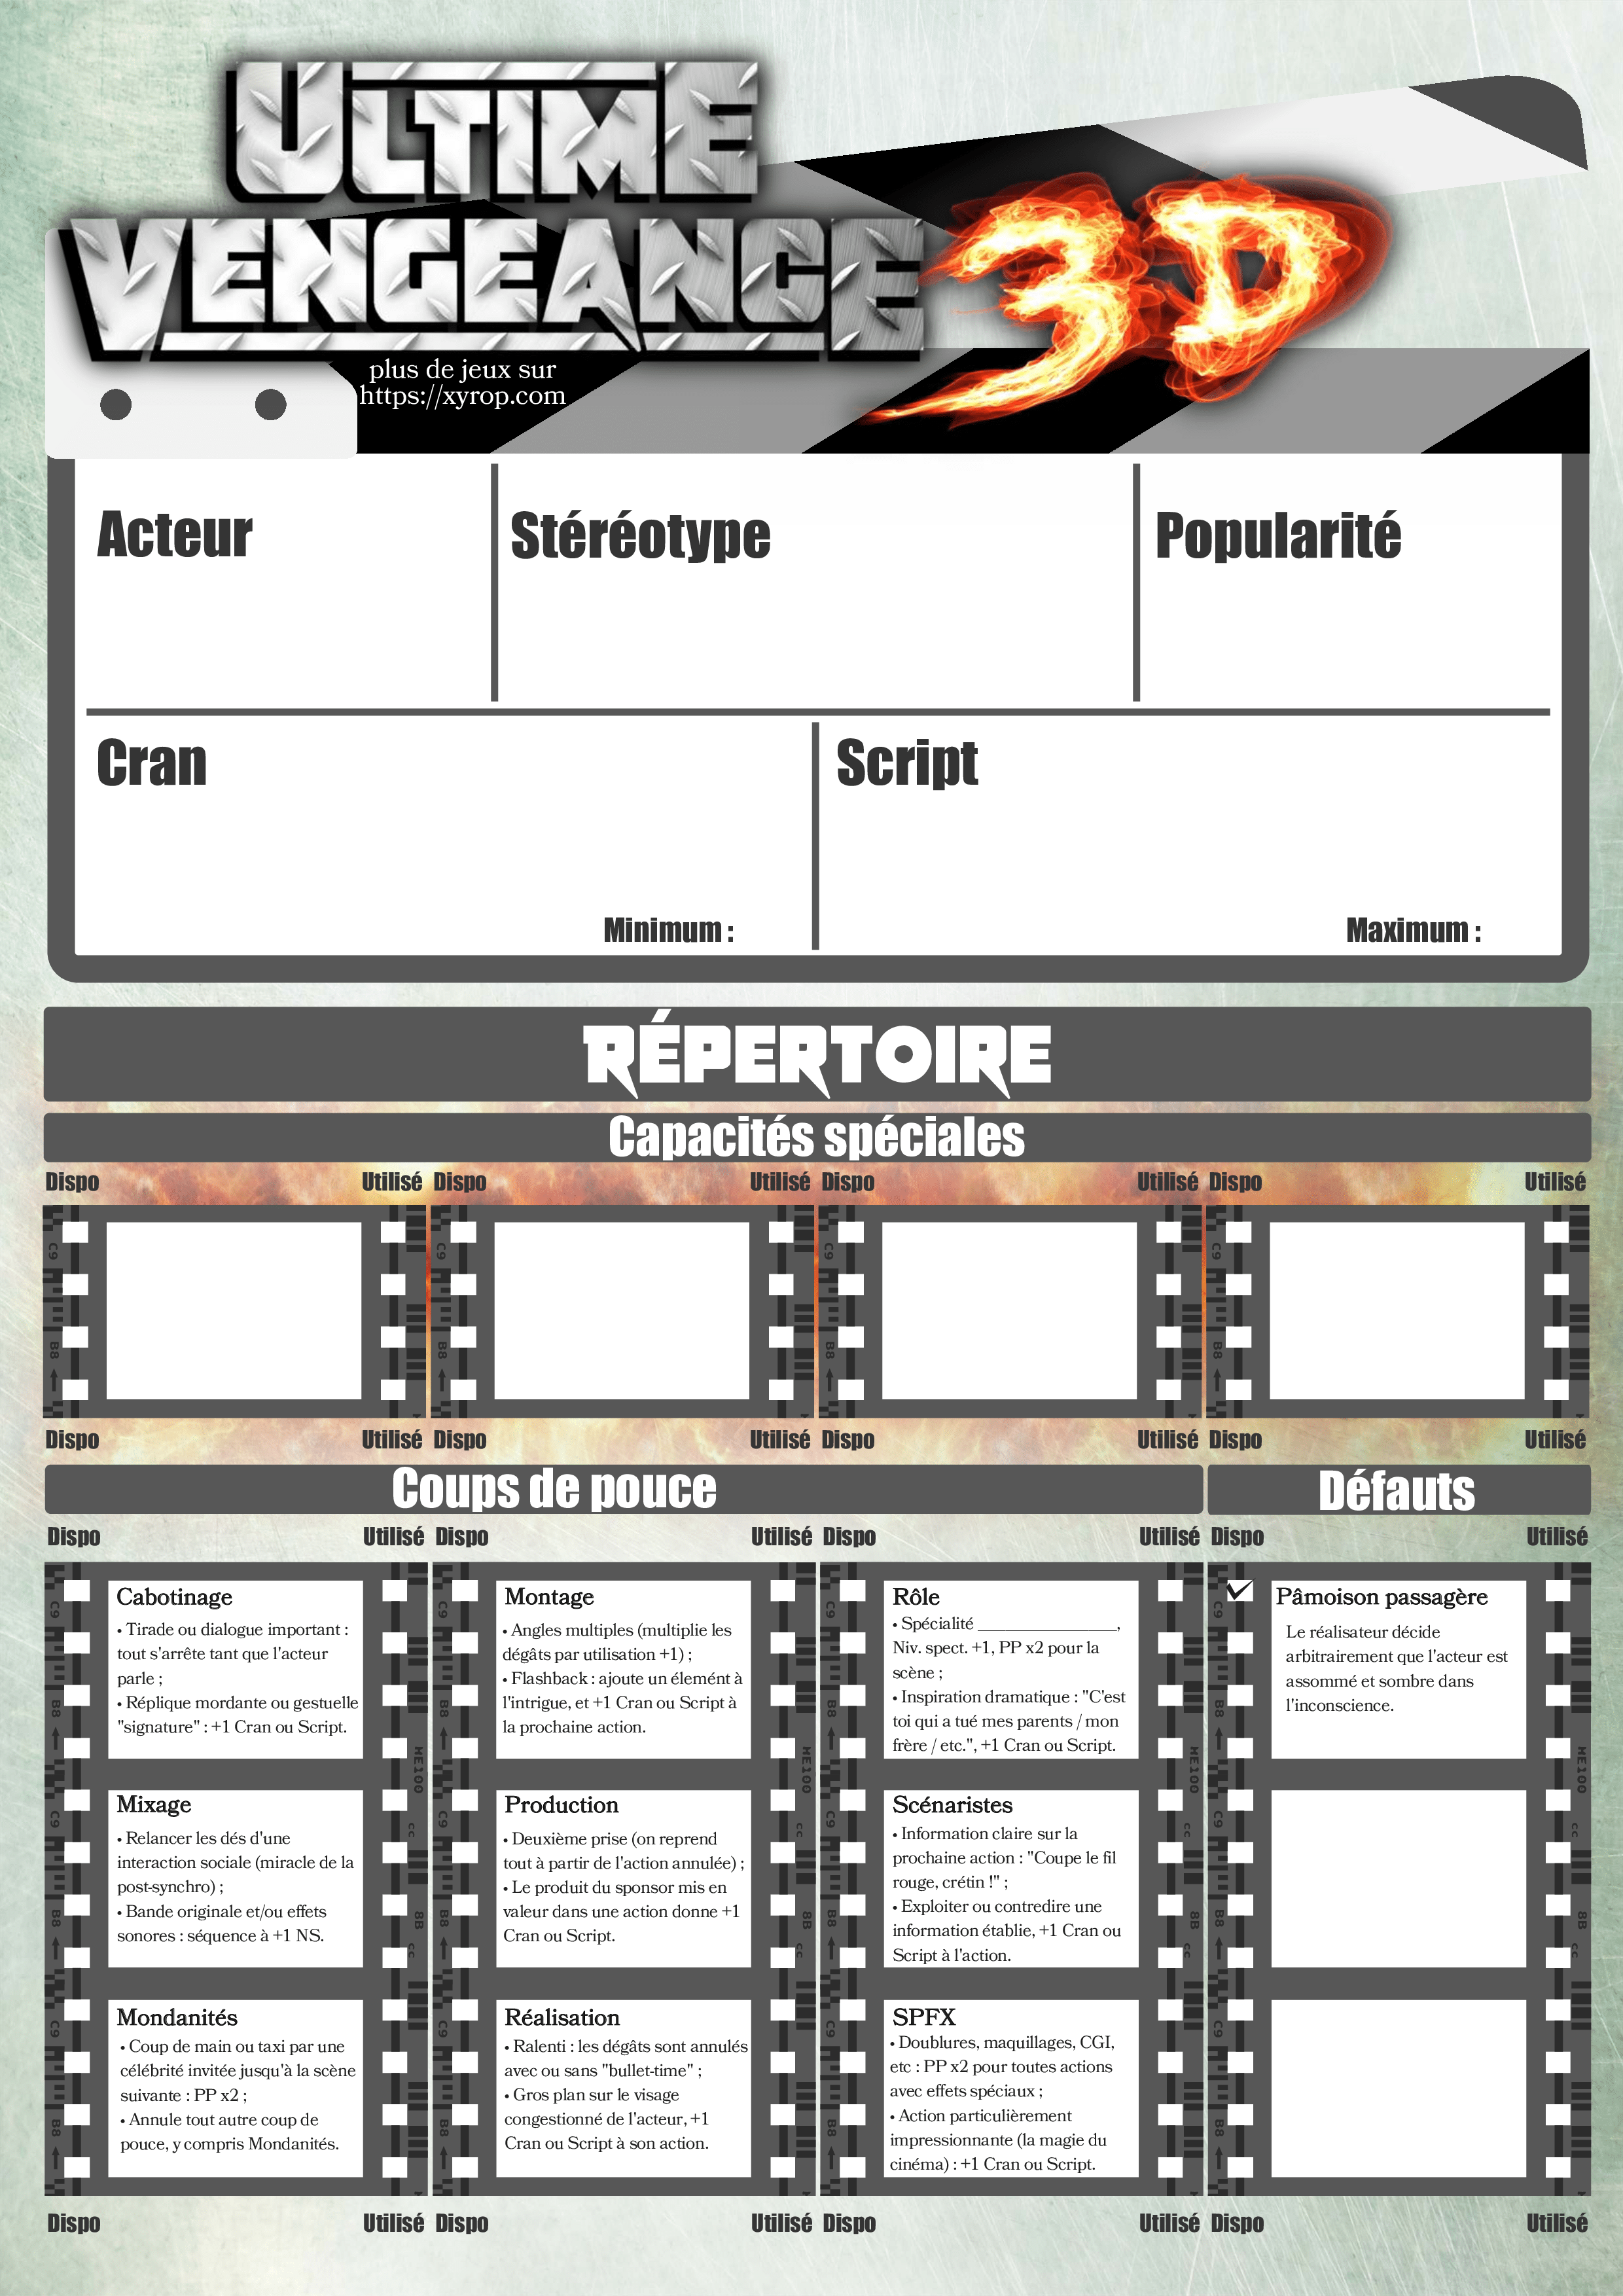 ULTIME
VENGEANCE 3D
plus de jeux sur
https://xyrop.com
Acteur
Stéréotype
Popularité
Cran
Script
Minimum :
Maximum :
RÉPERTOIRE
Capacités spéciales
Dispo Utilisé Dispo Utilisé Dispo Utilisé Dispo Utilisé
Dispo Utilisé Dispo Utilisé Dispo Utilisé Dispo Utilisé
Coups de pouce
Défauts
Dispo Utilisé Dispo Utilisé Dispo Utilisé Dispo Utilisé
Cabotinage
• Tirade ou dialogue important :
tout s'arrête tant que l'acteur
parle ;
• Réplique mordante ou gestuelle
"signature" : +1 Cran ou Script.
Montage
• Angles multiples (multiplie les
dégâts par utilisation +1) ;
• Flashback : ajoute un élemént à
l'intrigue, et +1 Cran ou Script à
la prochaine action.
Rôle
• Spécialité ________________,
Niv. spect. +1, PP x2 pour la
scène ;
• Inspiration dramatique : "C'est
toi qui a tué mes parents / mon
frère / etc.", +1 Cran ou Script.
Pâmoison passagère
Le réalisateur décide
arbitrairement que l'acteur est
assommé et sombre dans
l'inconscience.
Mixage
• Relancer les dés d'une
interaction sociale (miracle de la
post-synchro) ;
• Bande originale et/ou effets
sonores : séquence à +1 NS.
Production
• Deuxième prise (on reprend
tout à partir de l'action annulée) ;
• Le produit du sponsor mis en
valeur dans une action donne +1
Cran ou Script.
Scénaristes
• Information claire sur la
prochaine action : "Coupe le fil
rouge, crétin !" ;
• Exploiter ou contredire une
information établie, +1 Cran ou
Script à l'action.
Mondanités
• Coup de main ou taxi par une
célébrité invitée jusqu'à la scène
suivante : PP x2 ;
• Annule tout autre coup de
pouce, y compris Mondanités.
Réalisation
• Ralenti : les dégâts sont annulés
avec ou sans "bullet-time" ;
• Gros plan sur le visage
congestionné de l'acteur, +1
Cran ou Script à son action.
SPFX
• Doublures, maquillages, CGI,
etc : PP x2 pour toutes actions
avec effets spéciaux ;
• Action particulièrement
impressionnante (la magie du
cinéma) : +1 Cran ou Script.
Dispo Utilisé Dispo Utilisé Dispo Utilisé Dispo Utilisé